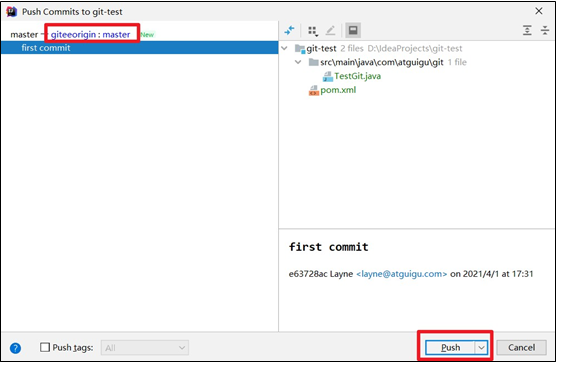 Push Commits to git-test
master → giteeorigin : master New
first commit
git-test 2 files D:\IdeaProjects\git-test
src\main\java\com\atguigu\git 1 file
TestGit.java
pom.xml
first commit
e63728ac Layne <layne@atguigu.com> on 2021/4/1 at 17:31
? Push tags: All Push Cancel